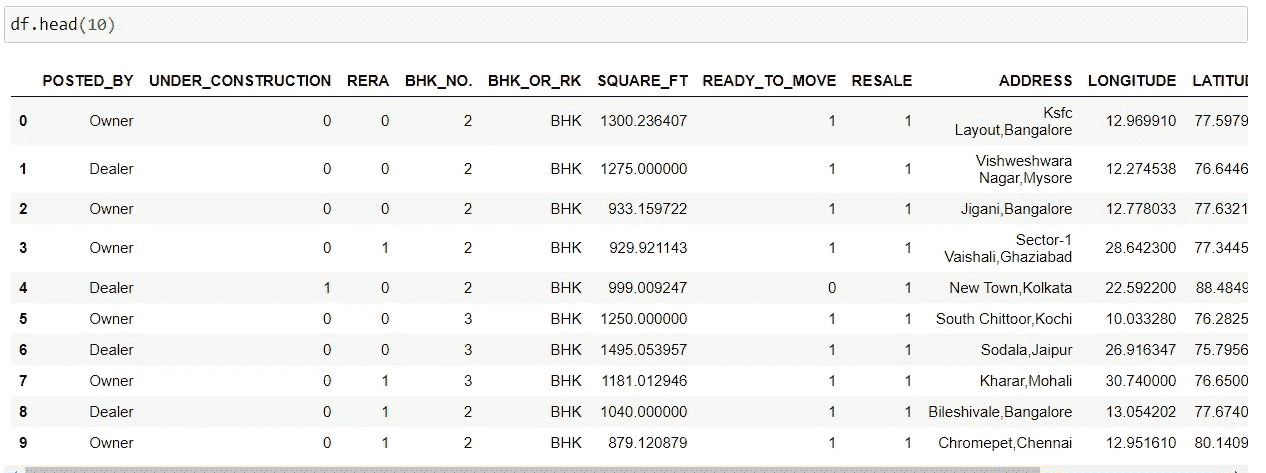 df.head(10)
POSTED_BY UNDER_CONSTRUCTION RERA BHK_NO. BHK_OR_RK SQUARE_FT READY_TO_MOVE RESALE ADDRESS LONGITUDE LATITUD
0 Owner 0 0 2 BHK 1300.236407 1 1 Ksfc Layout,Bangalore 12.969910 77.5979
1 Dealer 0 0 2 BHK 1275.000000 1 1 Vishweshwara Nagar,Mysore 12.274538 76.6446
2 Owner 0 0 2 BHK 933.159722 1 1 Jigani,Bangalore 12.778033 77.6321
3 Owner 0 1 2 BHK 929.921143 1 1 Sector-1 Vaishali,Ghaziabad 28.642300 77.3445
4 Dealer 1 0 2 BHK 999.009247 0 1 New Town,Kolkata 22.592200 88.4849
5 Owner 0 0 3 BHK 1250.000000 1 1 South Chittoor,Kochi 10.033280 76.2825
6 Dealer 0 0 3 BHK 1495.053957 1 1 Sodala,Jaipur 26.916347 75.7956
7 Owner 0 1 3 BHK 1181.012946 1 1 Kharar,Mohali 30.740000 76.6500
8 Dealer 0 1 2 BHK 1040.000000 1 1 Bileshivale,Bangalore 13.054202 77.6740
9 Owner 0 1 2 BHK 879.120879 1 1 Chromepet,Chennai 12.951610 80.1409